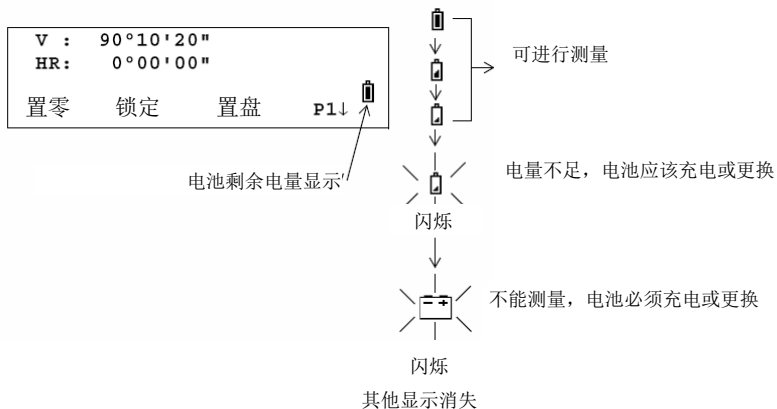 V :   90°10'20"
HR:    0°00'00"
置零 锁定 置盘 P1↓
电池剩余电量显示
可进行测量
电量不足，电池应该充电或更换
闪烁
不能测量，电池必须充电或更换
闪烁
其他显示消失